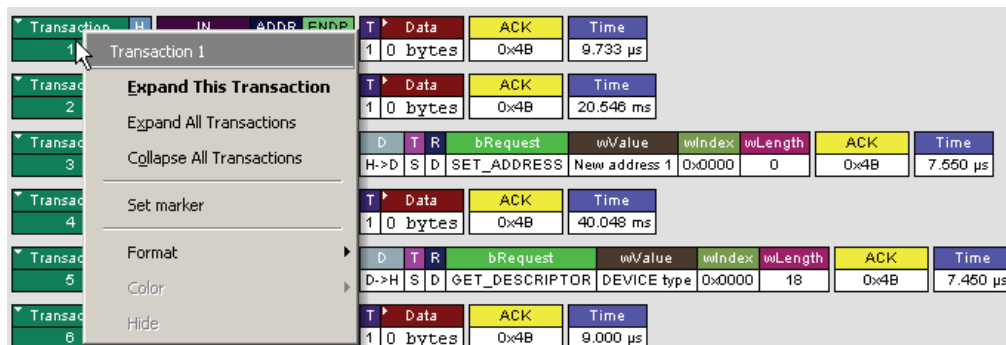 Transaction H IN ADDR ENDP T Data ACK Time
1 Transaction 1 1 0 bytes 0x4B 9.733 µs
Expand This Transaction
Transac T Data ACK Time
2 Expand All Transactions 1 0 bytes 0x4B 20.546 ms
Transac D T R bRequest wValue wIndex wLength ACK Time
3 Collapse All Transactions H->D S D SET_ADDRESS New address 1 0x0000 0 0x4B 7.550 µs
Transac Set marker T Data ACK Time
4 1 0 bytes 0x4B 40.048 ms
Transac Format D T R bRequest wValue wIndex wLength ACK Time
5 Color D->H S D GET_DESCRIPTOR DEVICE type 0x0000 18 0x4B 7.450 µs
Transac Hide T Data ACK Time
6 1 0 bytes 0x4B 9.000 µs